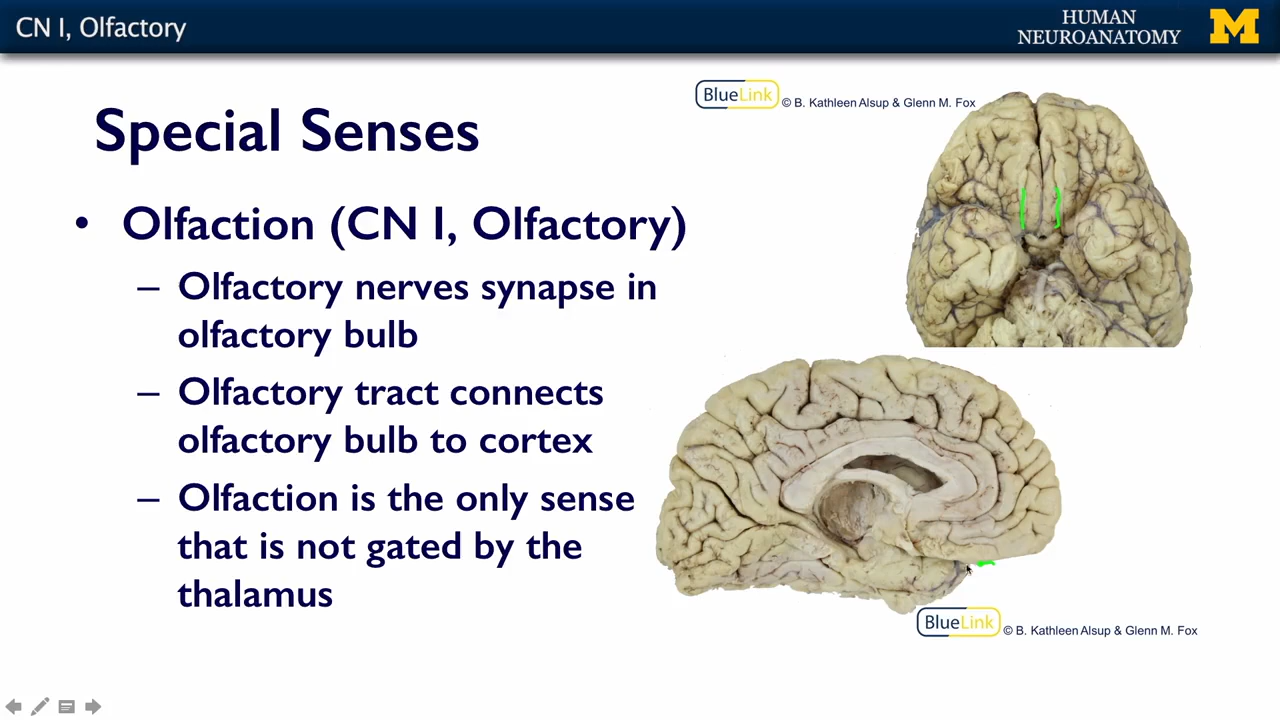 CN I, Olfactory
HUMAN
NEUROANATOMY
M
BlueLink © B. Kathleen Alsup & Glenn M. Fox
Special Senses
• Olfaction (CN I, Olfactory)
– Olfactory nerves synapse in
olfactory bulb
– Olfactory tract connects
olfactory bulb to cortex
– Olfaction is the only sense
that is not gated by the
thalamus
BlueLink © B. Kathleen Alsup & Glenn M. Fox